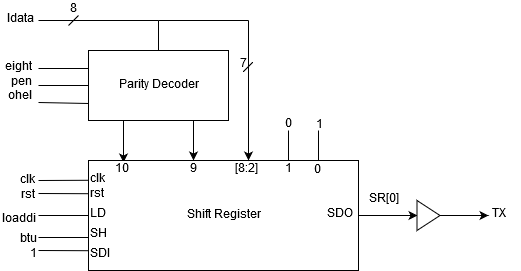 ldata
8
eight
pen
ohel
Parity Decoder
7
0 1
10 9 [8:2] 1 0
clk clk
rst rst
loaddi LD
Shift Register
SDO
SR[0]
TX
btu SH
1 SDI